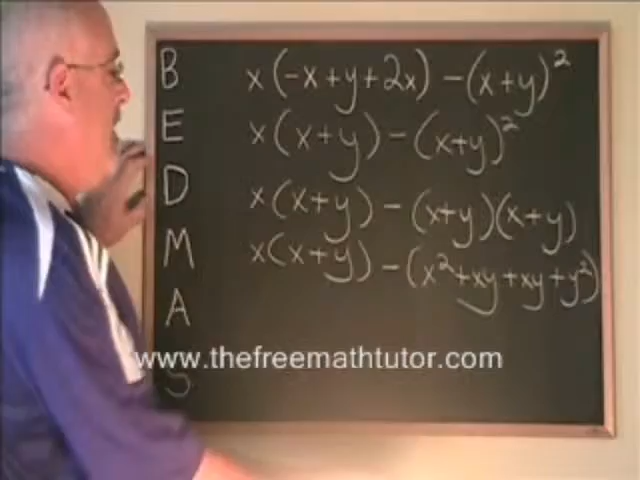 B x(-x+y+2x) -(x+y)²
E x(x+y) -(x+y)²
D x(x+y) -(x+y)(x+y)
M x(x+y) -(x²+xy+xy+y²)
A
www.thefreemathtutor.com
S